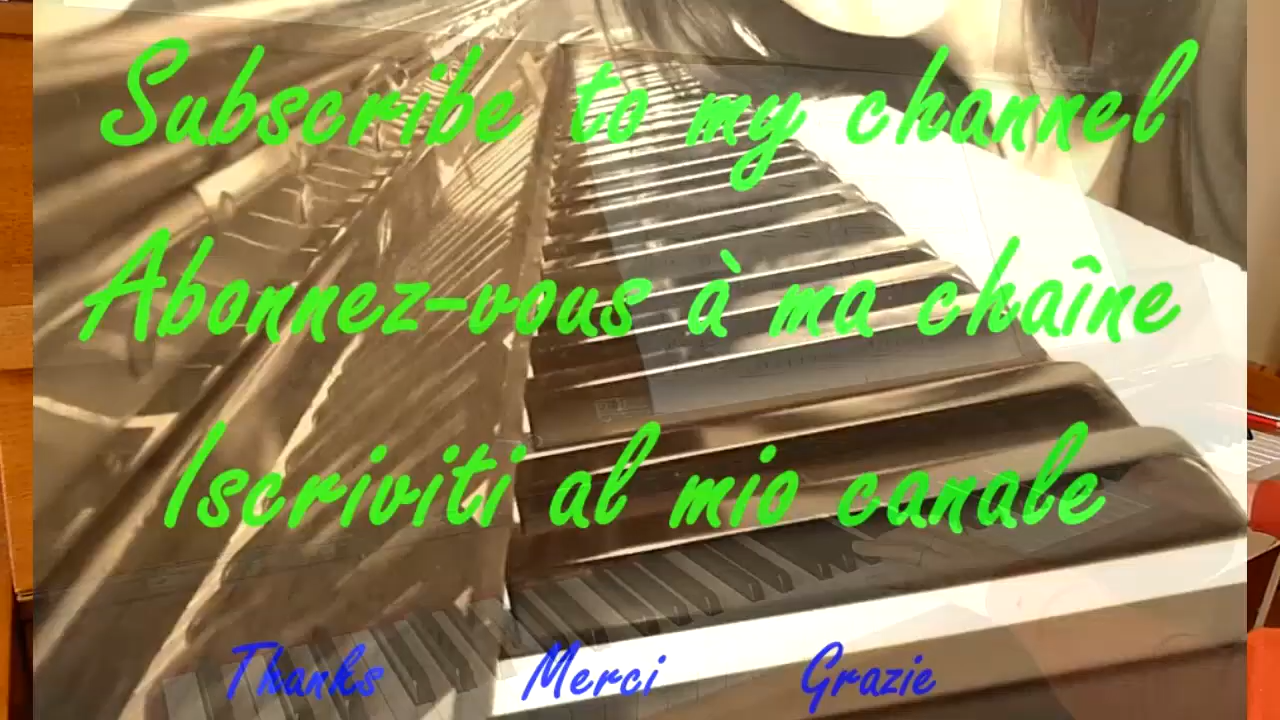 Subscribe to my channel
Abonnez-vous à ma chaîne
Iscriviti al mio canale
Thanks Merci Grazie